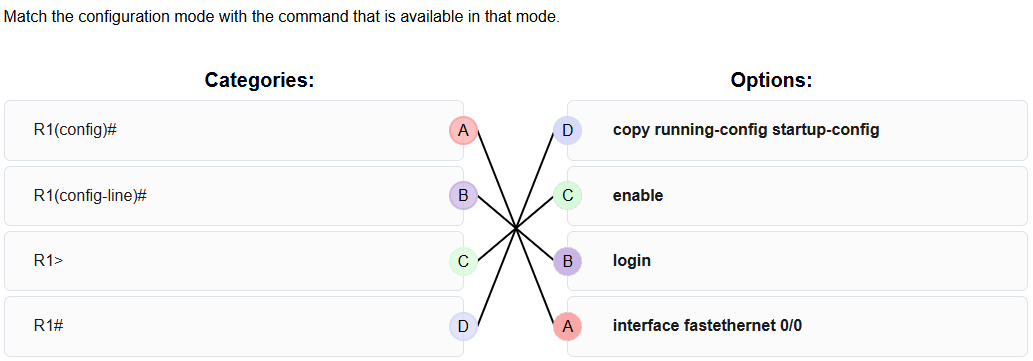 Match the configuration mode with the command that is available in that mode.
Categories:
Options:
R1(config)#
A
D
copy running-config startup-config
R1(config-line)#
B
C
enable
R1>
C
B
login
R1#
D
A
interface fastethernet 0/0